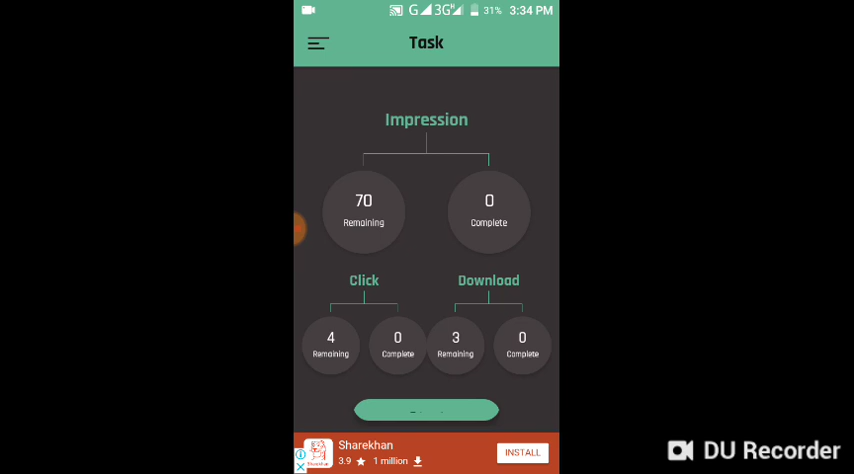 G 3G H 31% 3:34 PM
Task
Impression
70
Remaining
0
Complete
Click
Download
4
Remaining
0
Complete
3
Remaining
0
Complete
Sharekhan
3.9 1 million
INSTALL
DU Recorder